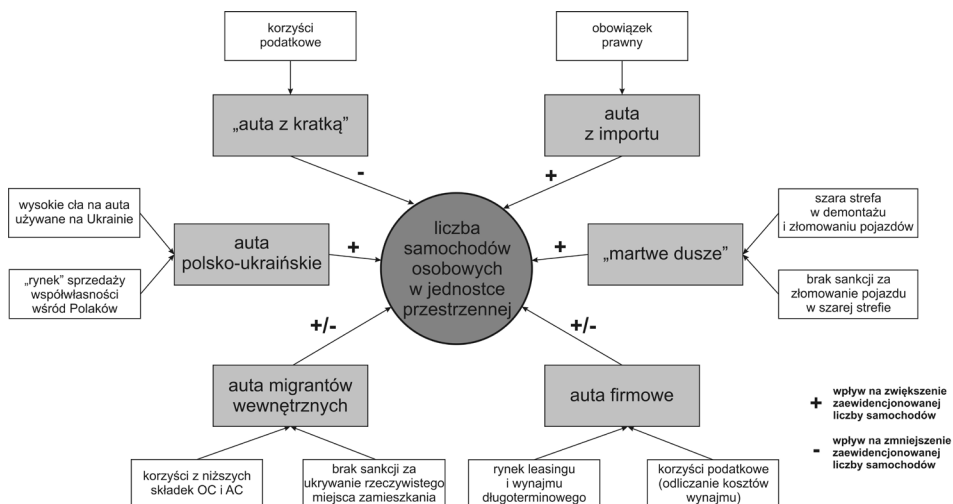 korzyści
podatkowe
obowiązek
prawny
„auta z kratką”
auta
z importu
-
+
wysokie cła na auta
używane na Ukrainie
„rynek” sprzedaży
współwłasności
wśród Polaków
auta
polsko-ukraińskie
+
liczba
samochodów
osobowych
w jednostce
przestrzennej
+
„martwe dusze”
szara strefa
w demontażu
i złomowaniu pojazdów
brak sankcji za
złomowanie pojazdu
w szarej strefie
+/-
+/-
auta migrantów
wewnętrznych
auta firmowe
korzyści z niższych
składek OC i AC
brak sankcji za
ukrywanie rzeczywistego
miejsca zamieszkania
rynek leasingu
i wynajmu
długoterminowego
korzyści podatkowe
(odliczanie kosztów
wynajmu)
+ wpływ na zwiększenie
zaewidencjonowanej
liczby samochodów
- wpływ na zmniejszenie
zaewidencjonowanej
liczby samochodów